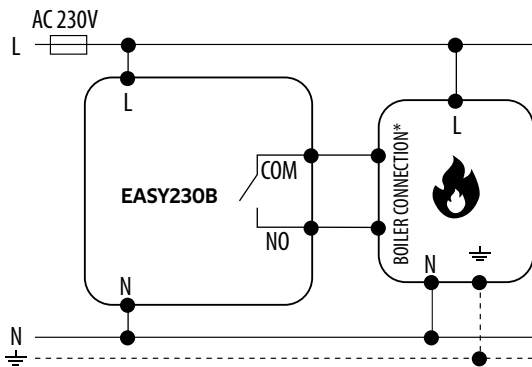 AC 230V
L
L
L
EASY230B
COM
NO
BOILER CONNECTION*
N
N
N